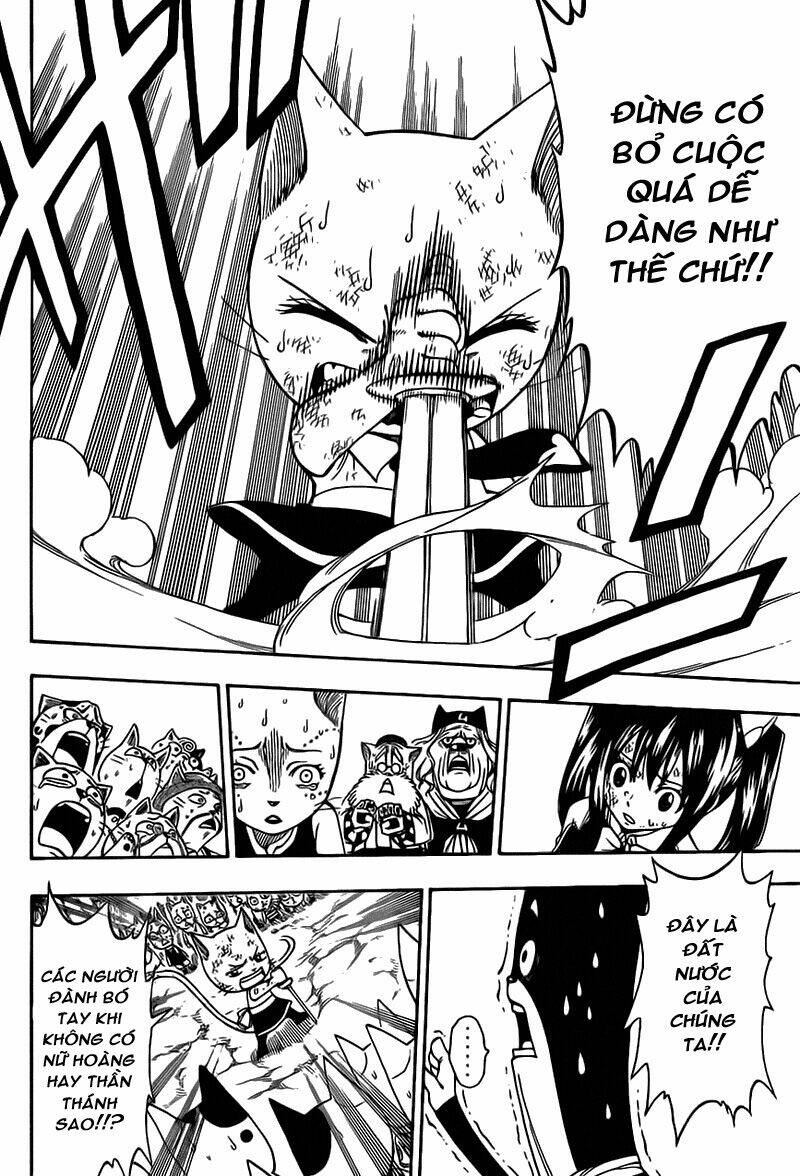 ĐỪNG CÓ
BỎ CUỘC
QUÁ DỄ
DÀNG NHƯ
THẾ CHỨ!!
ĐÂY LÀ
ĐẤT
NƯỚC
CỦA
CHÚNG
TA!!
......
CÁC NGƯỜI
ĐÀNH BÓ
TAY KHI
KHÔNG CÓ
NỮ HOÀNG
HAY THẦN
THÁNH
SAO!!?